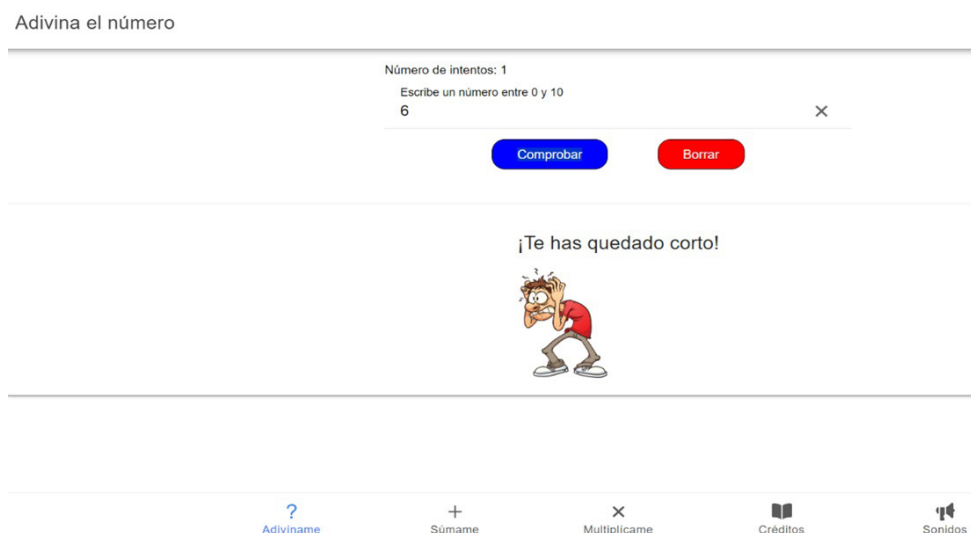 Adivina el número
Número de intentos: 1
Escribe un número entre 0 y 10
6
Comprobar Borrar
¡Te has quedado corto!
Adivíname Súmame Multiplícame Créditos Sonidos